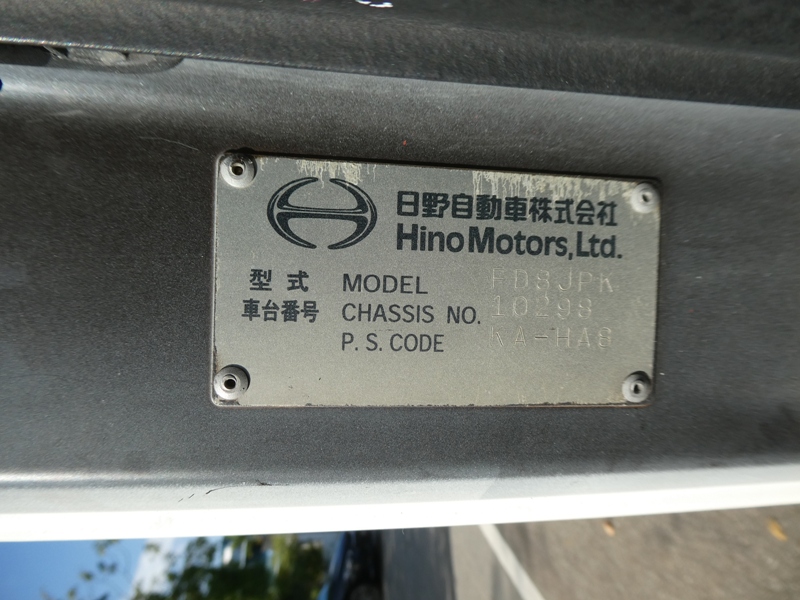 日野自動車株式会社
Hino Motors, Ltd.
型式 MODEL FD8JPK
車台番号 CHASSIS NO. 10298
P. S. CODE KA-HAG